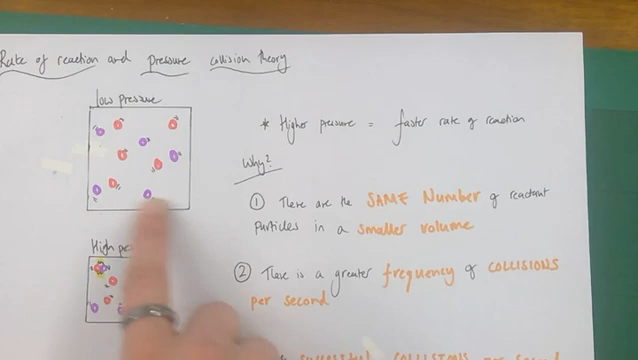 Rate of reaction and pressure collision theory
low pressure
* Higher pressure = faster rate of reaction
Why?
① There are the SAME Number of reactant
particles in a smaller volume
High
② There is a greater frequency of COLLISIONS
per second